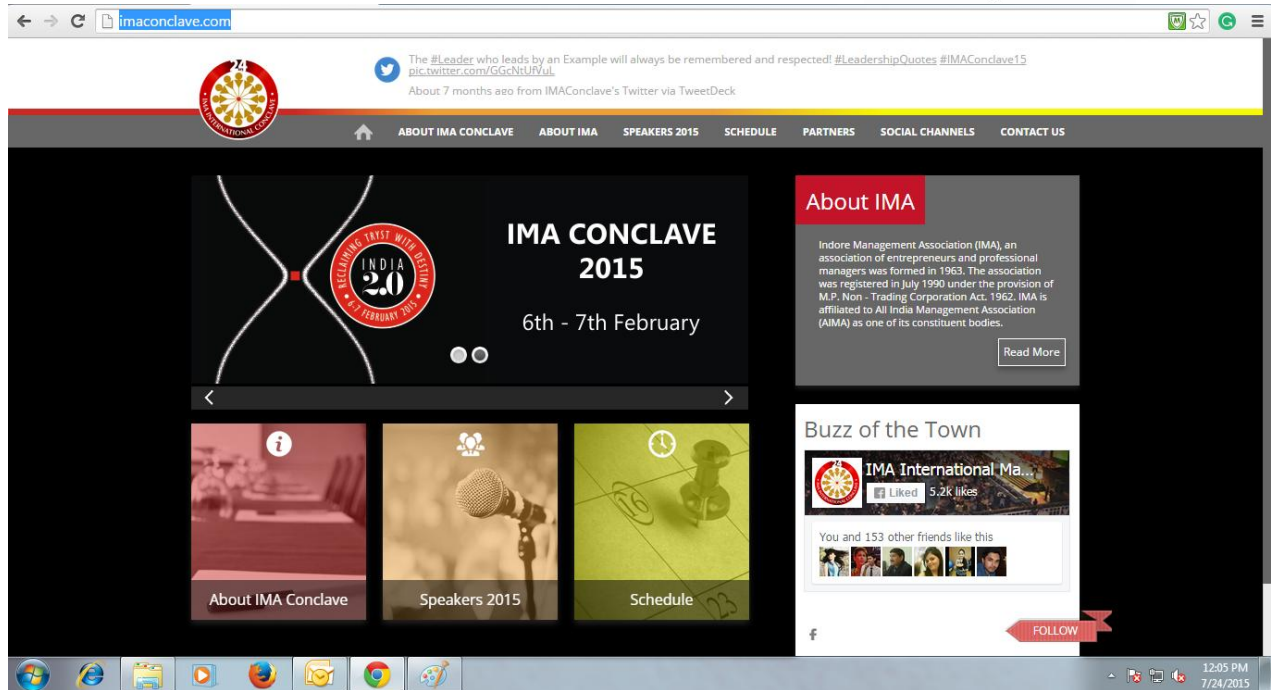 imaconclave.com
The #Leader who leads by an Example will always be remembered and respected! #LeadershipQuotes #IMAConclave15
pic.twitter.com/GGcNtUfVuL
About 7 months ago from IMAConclave's Twitter via TweetDeck
24
IMA INTERNATIONAL CONCLAVE
ABOUT IMA CONCLAVE ABOUT IMA SPEAKERS 2015 SCHEDULE PARTNERS SOCIAL CHANNELS CONTACT US
RECLAIMING TRYST WITH DESTINY
INDIA
2.0
6-7 FEBRUARY 2015
IMA CONCLAVE
2015
6th - 7th February
About IMA
Indore Management Association (IMA), an
association of entrepreneurs and professional
managers was formed in 1963. The association
was registered in July 1990 under the provision of
M.P. Non - Trading Corporation Act. 1962. IMA is
affiliated to All India Management Association
(AIMA) as one of its constituent bodies.
Read More
About IMA Conclave
Speakers 2015
16
23
Schedule
Buzz of the Town
IMA International Ma...
Liked 5.2k likes
You and 153 other friends like this
FOLLOW
12:05 PM
7/24/2015